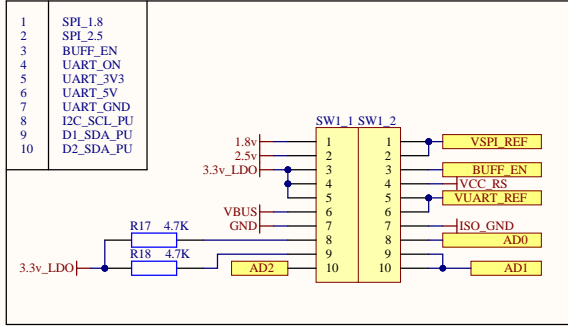 1 SPI_1.8
2 SPI_2.5
3 BUFF_EN
4 UART_ON
5 UART_3V3
6 UART_5V
7 UART_GND
8 I2C_SCL_PU
9 D1_SDA_PU
10 D2_SDA_PU
SW1_1 SW1_2
1.8v 1 1 VSPI_REF
2.5v 2 2
3.3v_LDO 3 3 BUFF_EN
4 4 VCC_RS
5 5 VUART_REF
VBUS 6 6
GND 7 7 ISO_GND
R17 4.7K 8 8 AD0
R18 4.7K 9 9
3.3v_LDO AD2 10 10 AD1